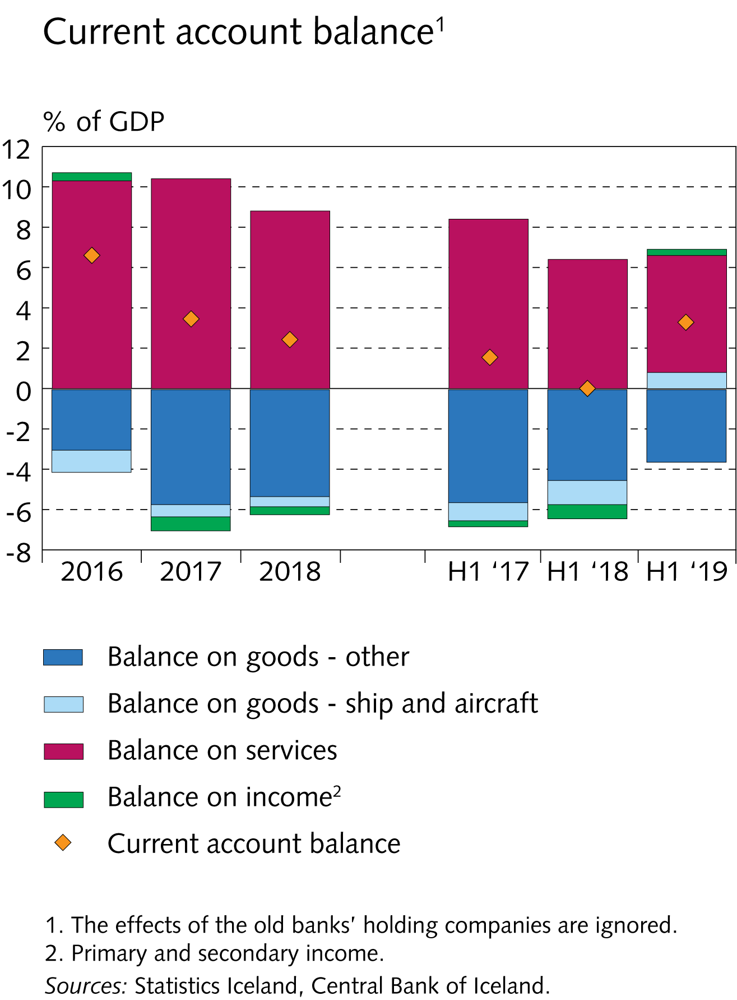 Current account balance¹
% of GDP
12
10
8
6
4
2
0
-2
-4
-6
-8
2016 2017 2018 H1 ‘17 H1 ‘18 H1 ‘19
Balance on goods - other
Balance on goods - ship and aircraft
Balance on services
Balance on income²
Current account balance
1. The effects of the old banks’ holding companies are ignored.
2. Primary and secondary income.
Sources: Statistics Iceland, Central Bank of Iceland.